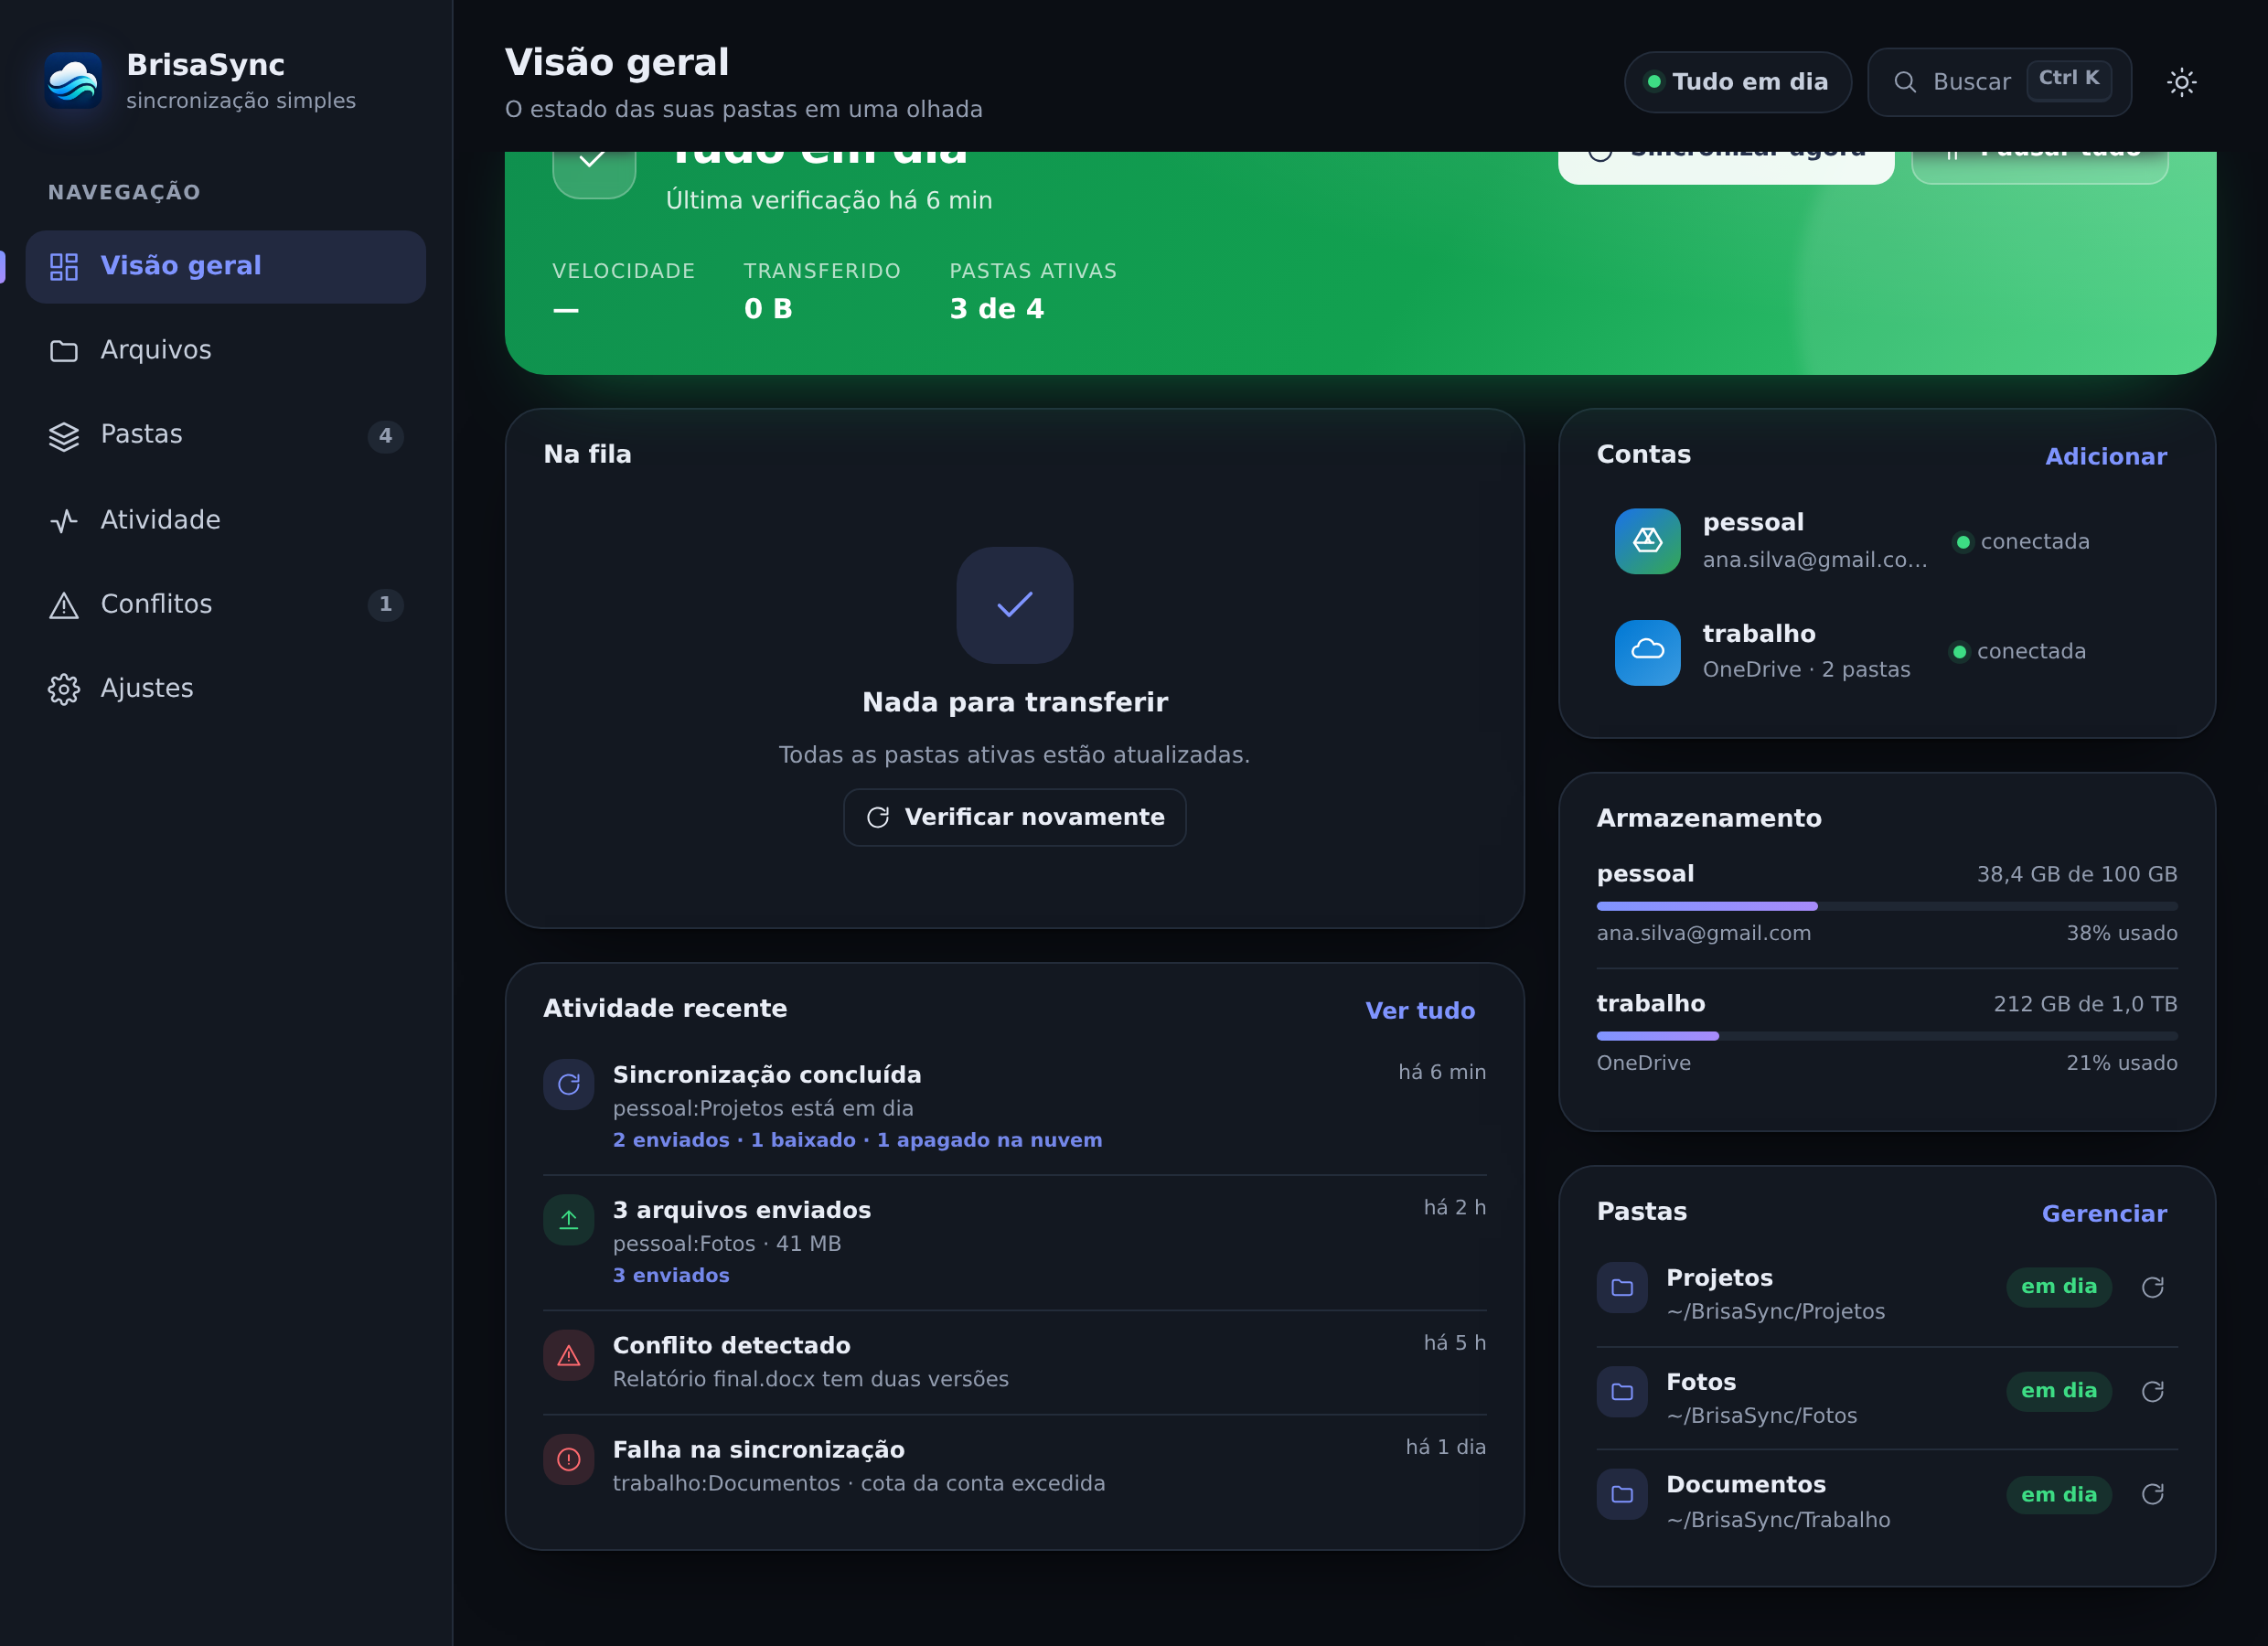 BrisaSync
sincronização simples
NAVEGAÇÃO
Visão geral
Arquivos
Pastas
4
Atividade
Conflitos
1
Ajustes
Visão geral
O estado das suas pastas em uma olhada
Tudo em dia
Buscar
Ctrl K
Tudo em dia
Última verificação há 6 min
Sincronizar agora
Pausar tudo
VELOCIDADE
—
TRANSFERIDO
0 B
PASTAS ATIVAS
3 de 4
Na fila
Nada para transferir
Todas as pastas ativas estão atualizadas.
Verificar novamente
Atividade recente
Ver tudo
Sincronização concluída
há 6 min
pessoal:Projetos está em dia
2 enviados · 1 baixado · 1 apagado na nuvem
3 arquivos enviados
há 2 h
pessoal:Fotos · 41 MB
3 enviados
Conflito detectado
há 5 h
Relatório final.docx tem duas versões
Falha na sincronização
há 1 dia
trabalho:Documentos · cota da conta excedida
Contas
Adicionar
pessoal
ana.silva@gmail.co…
conectada
trabalho
OneDrive · 2 pastas
conectada
Armazenamento
pessoal
38,4 GB de 100 GB
ana.silva@gmail.com
38% usado
trabalho
212 GB de 1,0 TB
OneDrive
21% usado
Pastas
Gerenciar
Projetos
~/BrisaSync/Projetos
em dia
Fotos
~/BrisaSync/Fotos
em dia
Documentos
~/BrisaSync/Trabalho
em dia